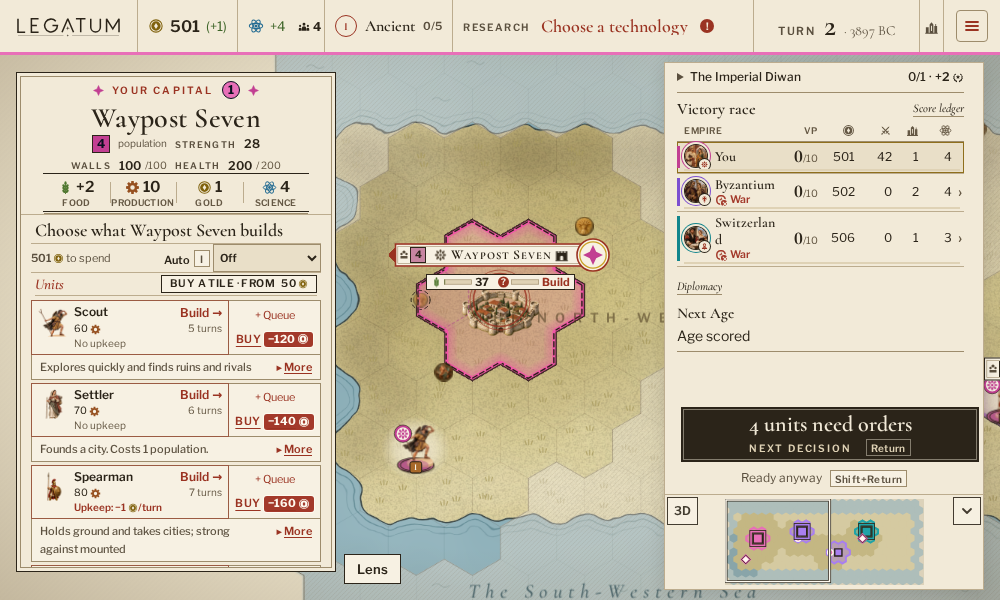 LEGATUM
501 (+1)
+4
4
I Ancient 0/5
RESEARCH Choose a technology !
TURN 2 · 3897 BC
YOUR CAPITAL 1
Waypost Seven
4 population STRENGTH 28
WALLS 100 /100 HEALTH 200 /200
+2 10 1 4
FOOD PRODUCTION GOLD SCIENCE
Choose what Waypost Seven builds
501 to spend Auto I Off
Units BUY A TILE · FROM 50
Scout Build → + Queue
60 5 turns BUY −120
No upkeep
Explores quickly and finds ruins and rivals ▸ More
Settler Build → + Queue
70 6 turns BUY −140
No upkeep
Founds a city. Costs 1 population. ▸ More
Spearman Build → + Queue
80 7 turns BUY −160
Upkeep: −1 /turn
Holds ground and takes cities; strong ▸ More
against mounted
4 WAYPOST SEVEN
37 ? Build
NORTH-WE
I
Lens
The South-Western Sea
The Imperial Diwan 0/1 · +2
Victory race Score ledger
EMPIRE VP
You 0/10 501 42 1 4
Byzantium 0/10 502 0 2 4 ›
War
Switzerlan
d 0/10 506 0 1 3 ›
War
Diplomacy
Next Age
Age scored
4 units need orders
NEXT DECISION Return
Ready anyway Shift+Return
3D